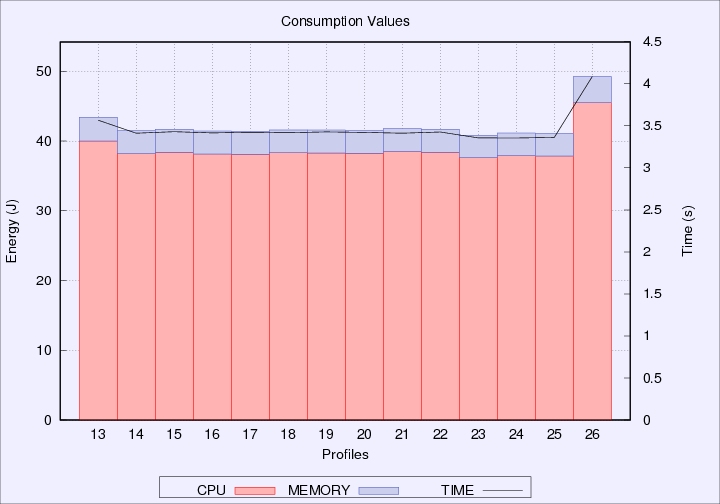 Consumption Values
50
40
30
20
10
0
Energy (J)
4.5
4
3.5
3
2.5
2
1.5
1
0.5
0
Time (s)
13 14 15 16 17 18 19 20 21 22 23 24 25 26
Profiles
CPU MEMORY TIME